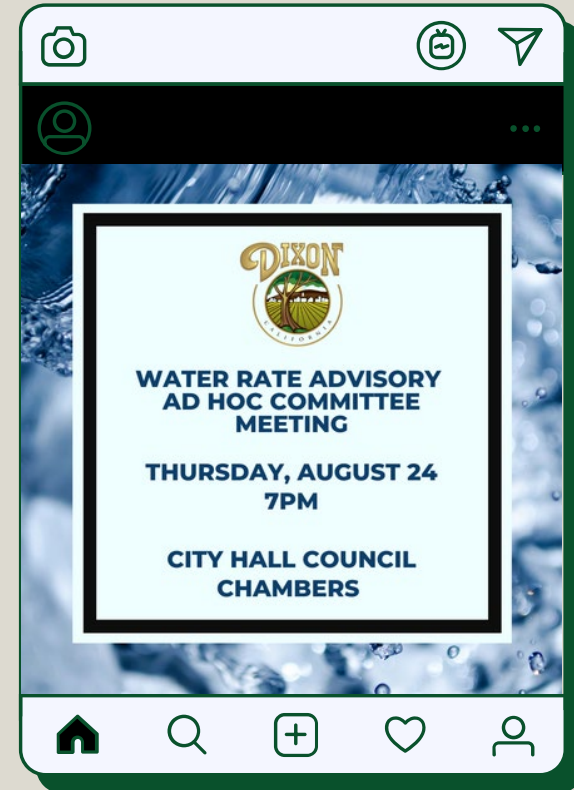 DIXON
CALIFORNIA
WATER RATE ADVISORY
AD HOC COMMITTEE
MEETING
THURSDAY, AUGUST 24
7PM
CITY HALL COUNCIL
CHAMBERS